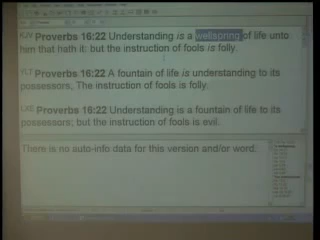 KJV Proverbs 16:22 Understanding is a wellspring of life unto
him that hath it: but the instruction of fools is folly.
YLT Proverbs 16:22 A fountain of life is understanding to its
possessors, The instruction of fools is folly.
Proverbs 16:22 Understanding is a fountain of life to its
possessors; but the instruction of fools is evil.
There is no auto-info data for this version and/or word.